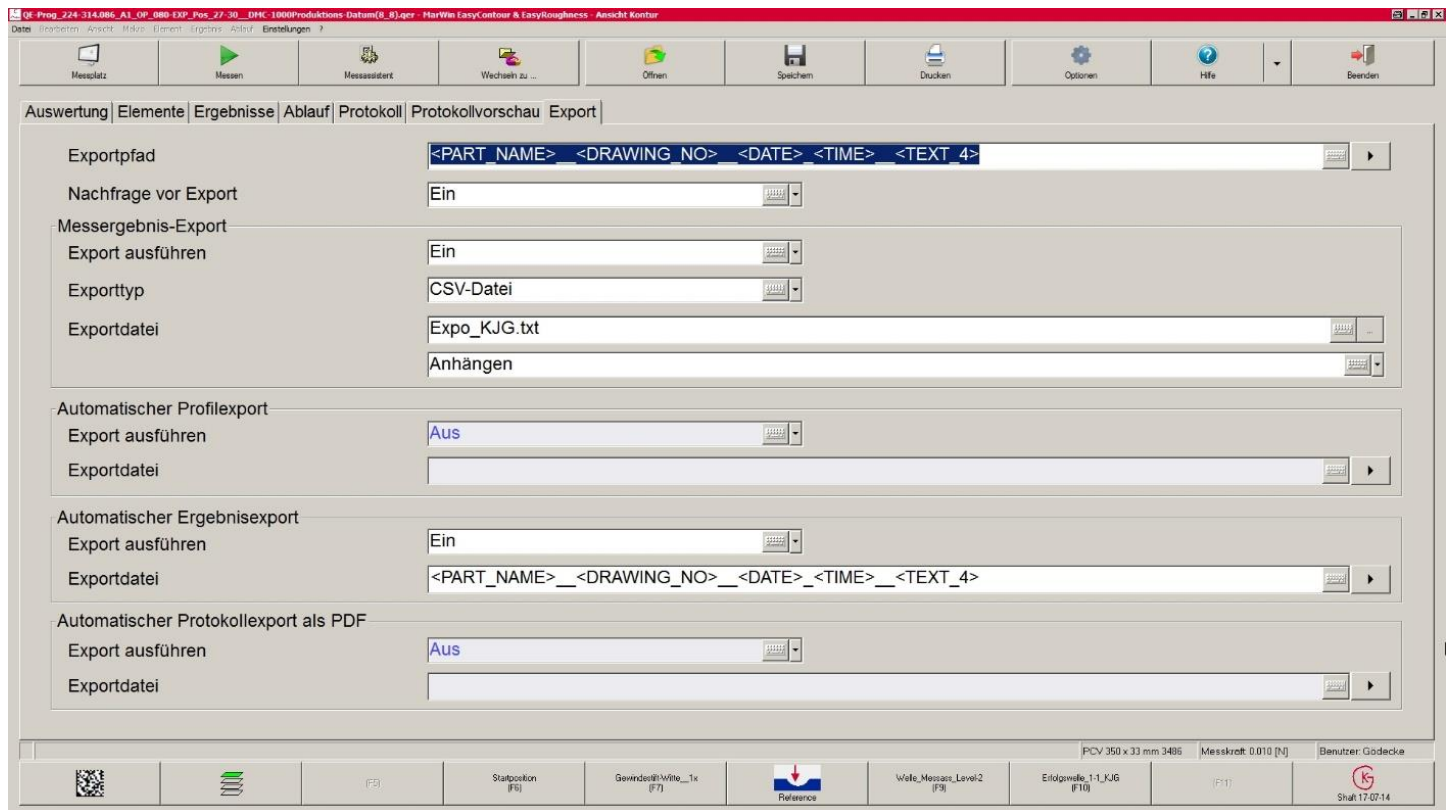 QE-Prog_224-314.086_A1_OP_080-EXP_Pos_27-30__DMC-1000Produktions-Datum(8_8).qer - MarWin EasyContour & EasyRoughness - Ansicht Kontur
Datei Bearbeiten Ansicht Makro Element Ergebnis Ablauf Einstellungen ?
Messplatz Messen Messassistent Wechseln zu ... Öffnen Speichern Drucken Optionen Hilfe Beenden
Auswertung Elemente Ergebnisse Ablauf Protokoll Protokollvorschau Export
Exportpfad <PART_NAME>__<DRAWING_NO>__<DATE>_<TIME>__<TEXT_4>
Nachfrage vor Export Ein
Messergebnis-Export
Export ausführen Ein
Exporttyp CSV-Datei
Exportdatei Expo_KJG.txt
Anhängen
Automatischer Profilexport
Export ausführen Aus
Exportdatei
Automatischer Ergebnisexport
Export ausführen Ein
Exportdatei <PART_NAME>__<DRAWING_NO>__<DATE>_<TIME>__<TEXT_4>
Automatischer Protokollexport als PDF
Export ausführen Aus
Exportdatei
PCV 350 x 33 mm 3486 Messkraft 0.010 [N] Benutzer: Gödecke
(F5) Startposition (F6) Gewindestift-Witte__1x (F7) Reference Welle_Messass_Level-2 (F9) Erfolgswelle_1-1_KJG (F10) (F11) Shaft 17-07-14